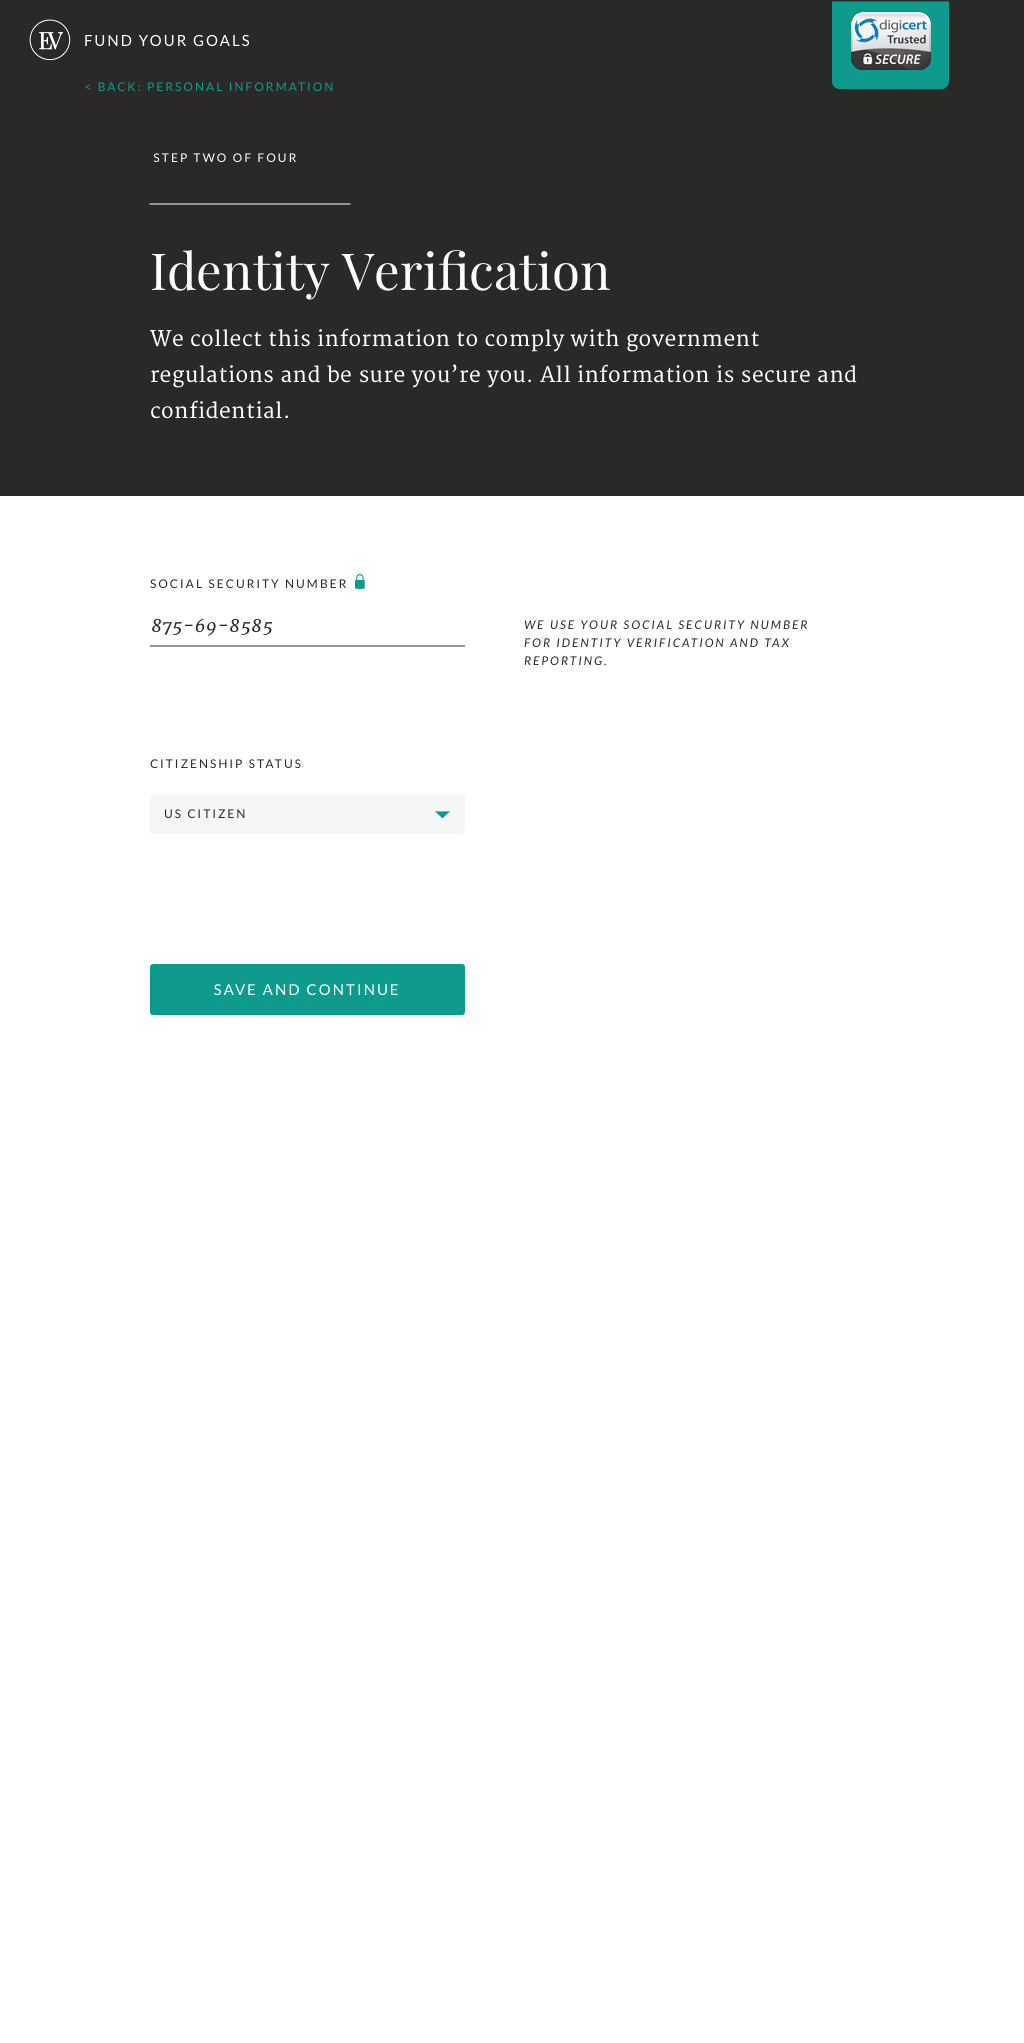 EV FUND YOUR GOALS
digicert
Trusted
SECURE
< BACK: PERSONAL INFORMATION
STEP TWO OF FOUR
Identity Verification
We collect this information to comply with government
regulations and be sure you’re you. All information is secure and
confidential.
SOCIAL SECURITY NUMBER
875-69-8585
WE USE YOUR SOCIAL SECURITY NUMBER
FOR IDENTITY VERIFICATION AND TAX
REPORTING.
CITIZENSHIP STATUS
US CITIZEN
SAVE AND CONTINUE